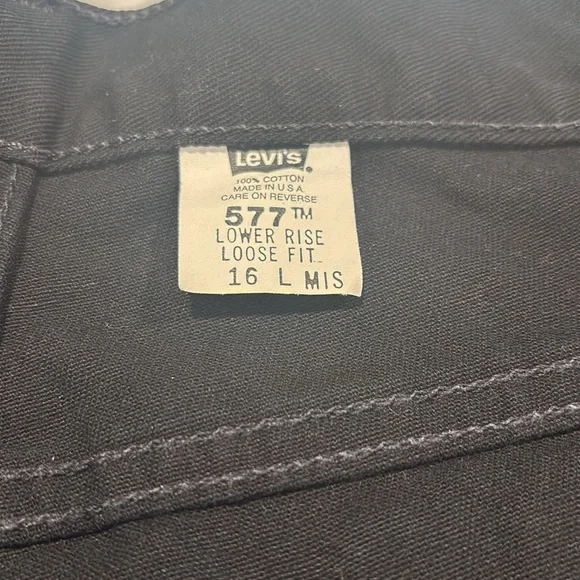 Levi's®
100% COTTON
MADE IN U.S.A.
CARE ON REVERSE
577™
LOWER RISE
LOOSE FIT
16 L MIS